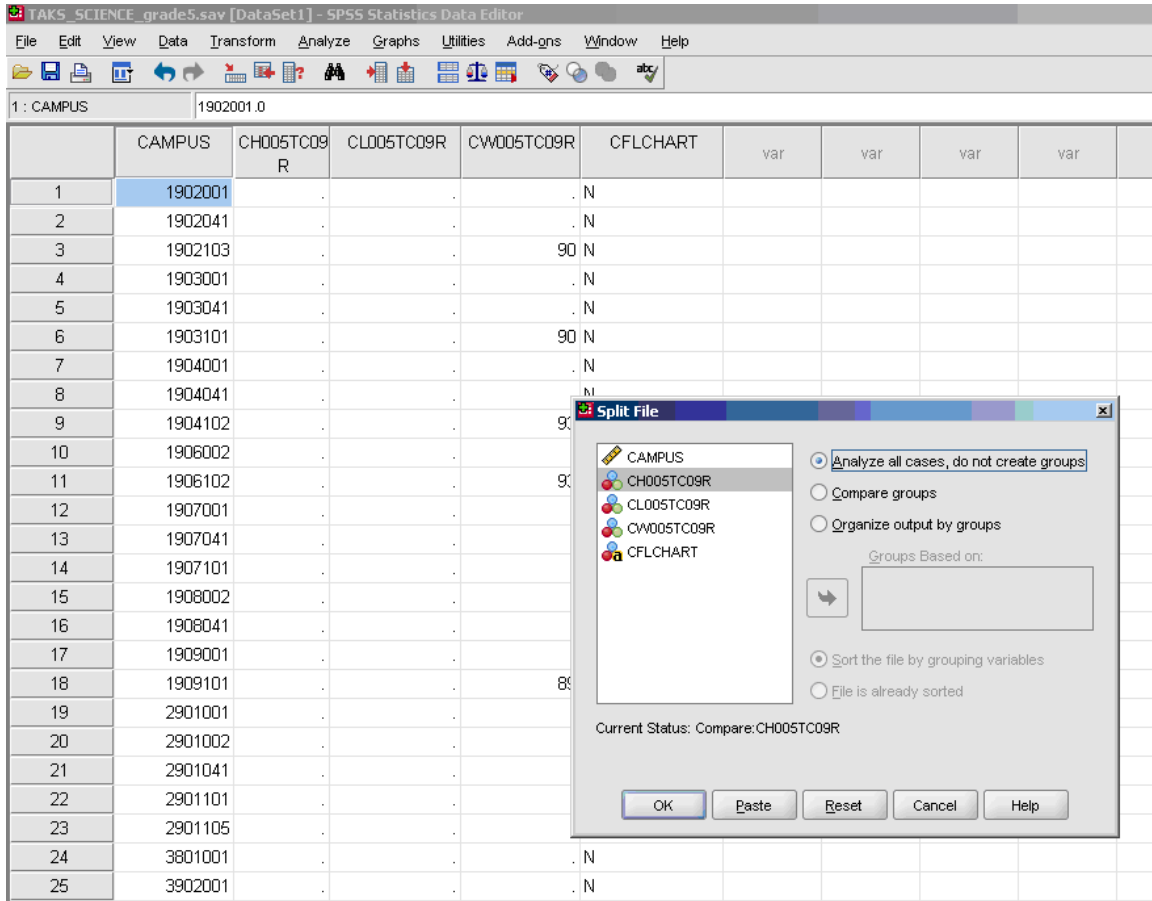 TAKS_SCIENCE_grade5.sav [DataSet1] - SPSS Statistics Data Editor
File Edit View Data Transform Analyze Graphs Utilities Add-ons Window Help
1 : CAMPUS 1902001.0
CAMPUS CH005TC09R CL005TC09R CW005TC09R CFLCHART var var var var
1 1902001 . . . N
2 1902041 . . . N
3 1902103 . . 90 N
4 1903001 . . . N
5 1903041 . . . N
6 1903101 . . 90 N
7 1904001 . . . N
8 1904041 . . . N
9 1904102 . .
10 1906002 . .
11 1906102 . .
12 1907001 . .
13 1907041 . .
14 1907101 . .
15 1908002 . .
16 1908041 . .
17 1909001 . .
18 1909101 . .
19 2901001 . .
20 2901002 . .
21 2901041 . .
22 2901101 . .
23 2901105 . .
24 3801001 . . . N
25 3902001 . . . N
Split File
CAMPUS
CH005TC09R
CL005TC09R
CW005TC09R
CFLCHART
Analyze all cases, do not create groups
Compare groups
Organize output by groups
Groups Based on:
Sort the file by grouping variables
File is already sorted
Current Status: Compare:CH005TC09R
OK Paste Reset Cancel Help